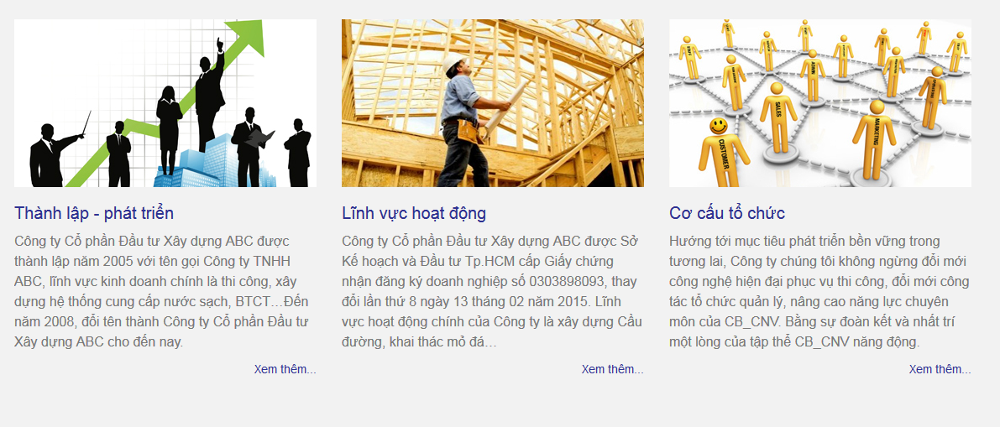 STAFF
ADMIN
SALES
MARKETING
CUSTOMER
Thành lập - phát triển
Công ty Cổ phần Đầu tư Xây dựng ABC được
thành lập năm 2005 với tên gọi Công ty TNHH
ABC, lĩnh vực kinh doanh chính là thi công, xây
dựng hệ thống cung cấp nước sạch, BTCT...Đến
năm 2008, đổi tên thành Công ty Cổ phần Đầu tư
Xây dựng ABC cho đến nay.
Xem thêm...
Lĩnh vực hoạt động
Công ty Cổ phần Đầu tư Xây dựng ABC được Sở
Kế hoạch và Đầu tư Tp.HCM cấp Giấy chứng
nhận đăng ký doanh nghiệp số 0303898093, thay
đổi lần thứ 8 ngày 13 tháng 02 năm 2015. Lĩnh
vực hoạt động chính của Công ty là xây dựng Cầu
đường, khai thác mỏ đá...
Xem thêm...
Cơ cấu tổ chức
Hướng tới mục tiêu phát triển bền vững trong
tương lai, Công ty chúng tôi không ngừng đổi mới
công nghệ hiện đại phục vụ thi công, đổi mới công
tác tổ chức quản lý, nâng cao năng lực chuyên
môn của CB_CNV. Bằng sự đoàn kết và nhất trí
một lòng của tập thể CB_CNV năng động.
Xem thêm...